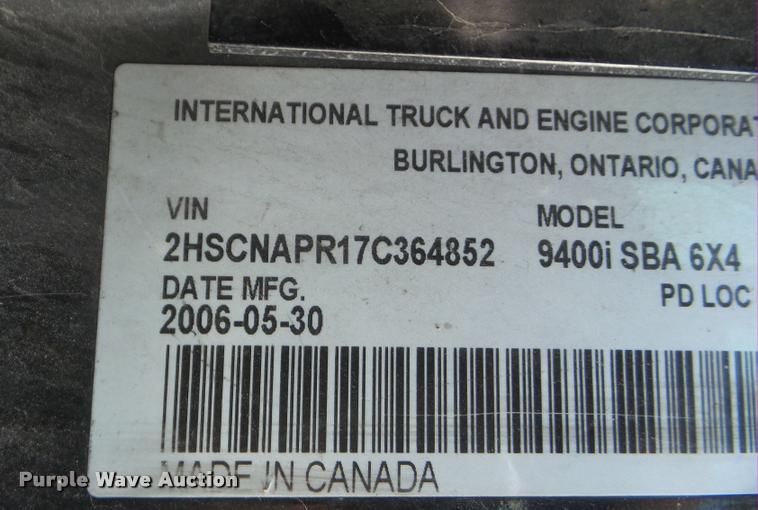 INTERNATIONAL TRUCK AND ENGINE CORPORAT
BURLINGTON, ONTARIO, CANA
VIN MODEL
2HSCNAPR17C364852 9400i SBA 6X4
DATE MFG. PD LOC
2006-05-30
MADE IN CANADA
Purple Wave Auction